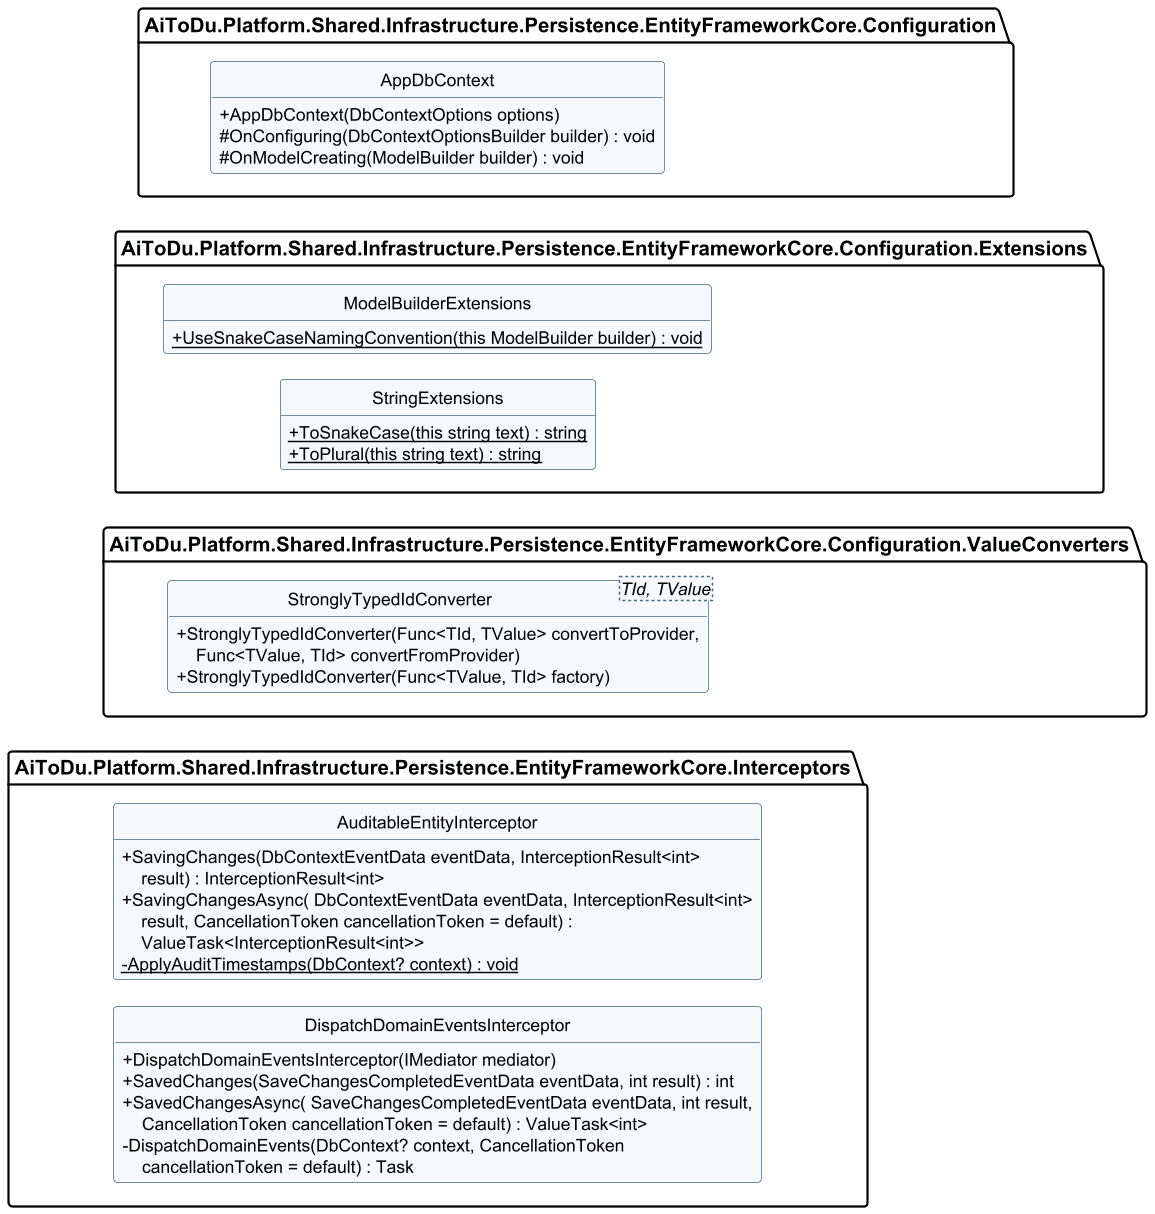 AiToDu.Platform.Shared.Infrastructure.Persistence.EntityFrameworkCore.Configuration
AppDbContext
+AppDbContext(DbContextOptions options)
#OnConfiguring(DbContextOptionsBuilder builder) : void
#OnModelCreating(ModelBuilder builder) : void
AiToDu.Platform.Shared.Infrastructure.Persistence.EntityFrameworkCore.Configuration.Extensions
ModelBuilderExtensions
+UseSnakeCaseNamingConvention(this ModelBuilder builder) : void
StringExtensions
+ToSnakeCase(this string text) : string
+ToPlural(this string text) : string
AiToDu.Platform.Shared.Infrastructure.Persistence.EntityFrameworkCore.Configuration.ValueConverters
TId, TValue
StronglyTypedIdConverter
+StronglyTypedIdConverter(Func<TId, TValue> convertToProvider,
Func<TValue, TId> convertFromProvider)
+StronglyTypedIdConverter(Func<TValue, TId> factory)
AiToDu.Platform.Shared.Infrastructure.Persistence.EntityFrameworkCore.Interceptors
AuditableEntityInterceptor
+SavingChanges(DbContextEventData eventData, InterceptionResult<int>
result) : InterceptionResult<int>
+SavingChangesAsync( DbContextEventData eventData, InterceptionResult<int>
result, CancellationToken cancellationToken = default) :
ValueTask<InterceptionResult<int>>
-ApplyAuditTimestamps(DbContext? context) : void
DispatchDomainEventsInterceptor
+DispatchDomainEventsInterceptor(IMediator mediator)
+SavedChanges(SaveChangesCompletedEventData eventData, int result) : int
+SavedChangesAsync( SaveChangesCompletedEventData eventData, int result,
CancellationToken cancellationToken = default) : ValueTask<int>
-DispatchDomainEvents(DbContext? context, CancellationToken
cancellationToken = default) : Task